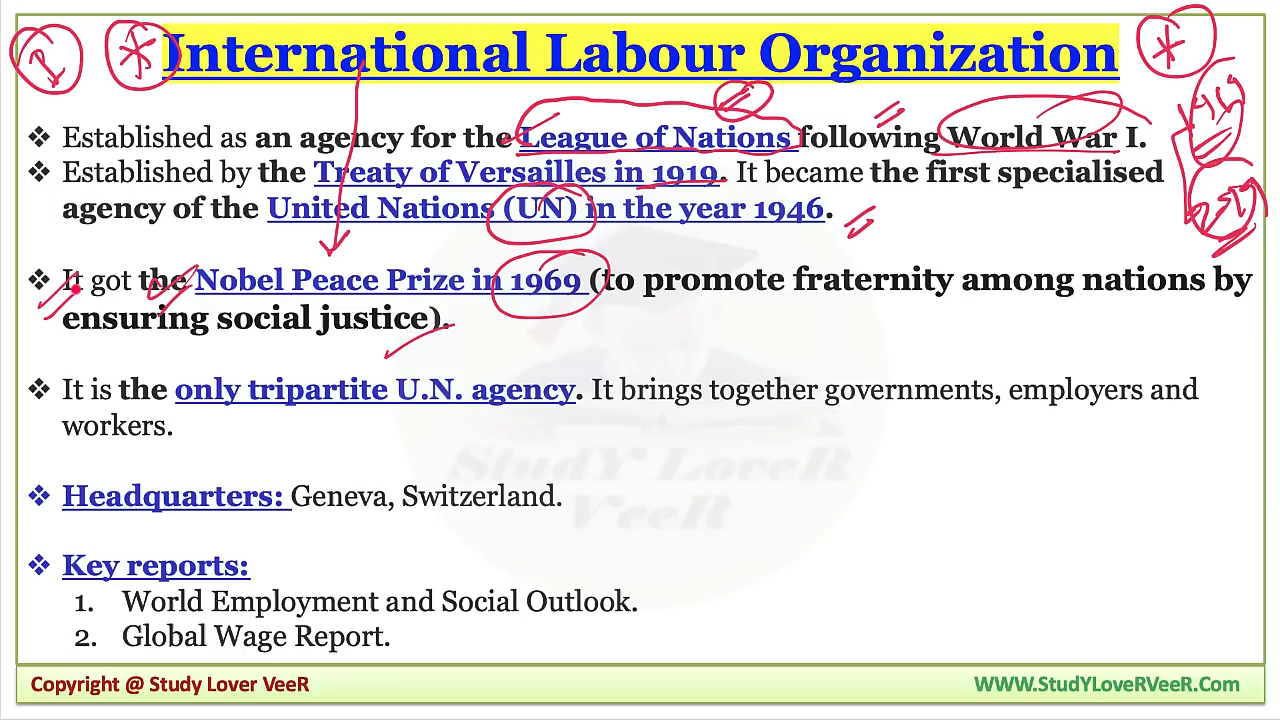 International Labour Organization
❖ Established as an agency for the League of Nations following World War I.
❖ Established by the Treaty of Versailles in 1919. It became the first specialised
agency of the United Nations (UN) in the year 1946.
❖ It got the Nobel Peace Prize in 1969 (to promote fraternity among nations by
ensuring social justice).
❖ It is the only tripartite U.N. agency. It brings together governments, employers and
workers.
❖ Headquarters: Geneva, Switzerland.
❖ Key reports:
1. World Employment and Social Outlook.
2. Global Wage Report.
StudY LoveR
VeeR
Copyright @ Study Lover VeeR
WWW.StudYLoveRVeeR.Com